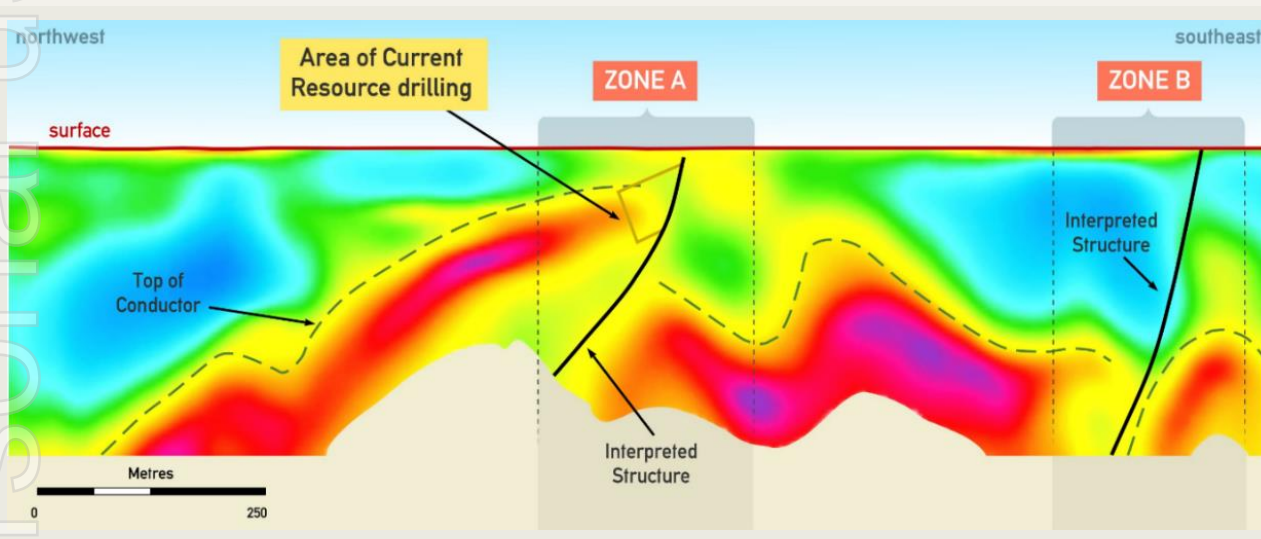 northwest
southeast
Area of Current
Resource drilling
ZONE A
ZONE B
surface
Interpreted
Structure
Top of
Conductor
Interpreted
Structure
Metres
0
250